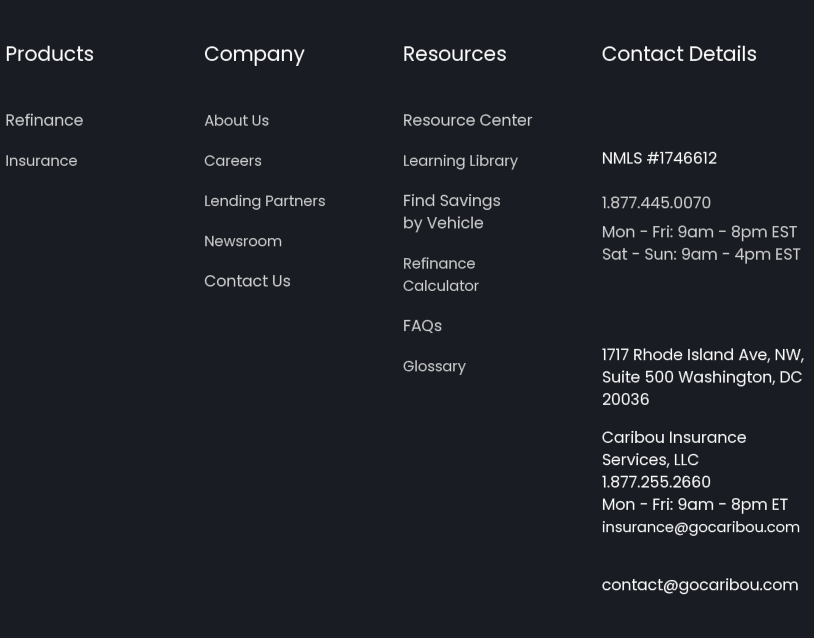 Products
Refinance
Insurance
Company
About Us
Careers
Lending Partners
Newsroom
Contact Us
Resources
Resource Center
Learning Library
Find Savings
by Vehicle
Refinance
Calculator
FAQs
Glossary
Contact Details
NMLS #1746612
1.877.445.0070
Mon - Fri: 9am - 8pm EST
Sat - Sun: 9am - 4pm EST
1717 Rhode Island Ave, NW,
Suite 500 Washington, DC
20036
Caribou Insurance
Services, LLC
1.877.255.2660
Mon - Fri: 9am - 8pm ET
insurance@gocaribou.com
contact@gocaribou.com